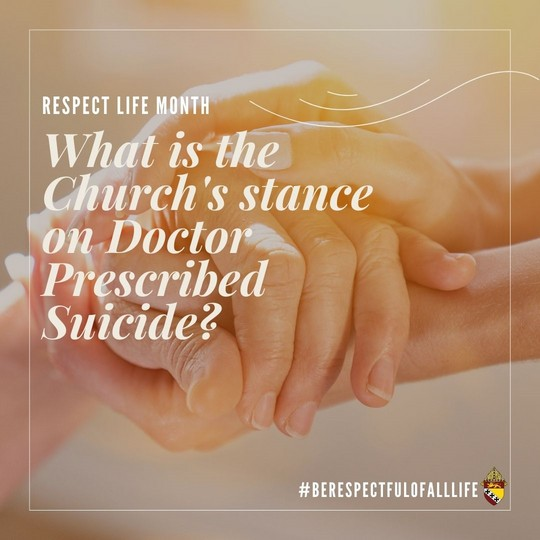 RESPECT LIFE MONTH
What is the
Church's stance
on Doctor
Prescribed
Suicide?
#BERESPECTFULOFALLLIFE